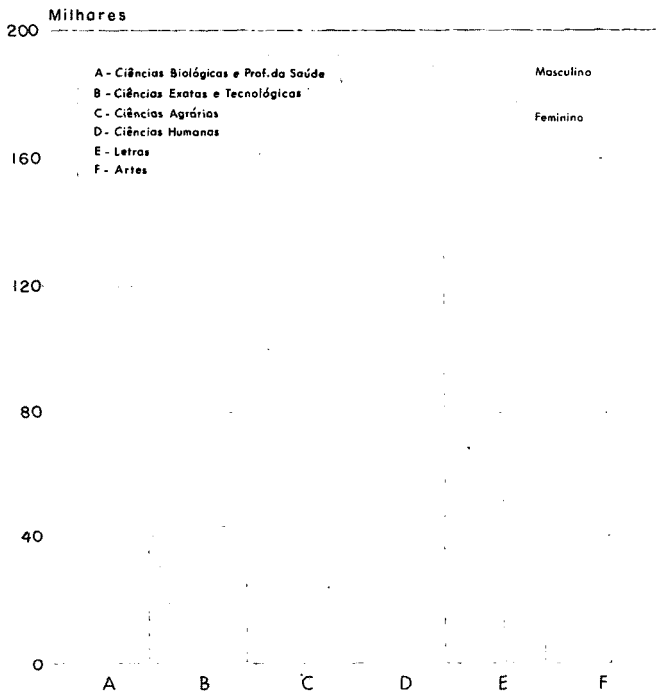 Milhares
200
A - Ciências Biológicas e Prof. da Saúde
Masculino
B - Ciências Exatas e Tecnológicas
C - Ciências Agrárias
Feminino
D - Ciências Humanas
E - Letras
160
F - Artes
120
80
40
0
A B C D E F